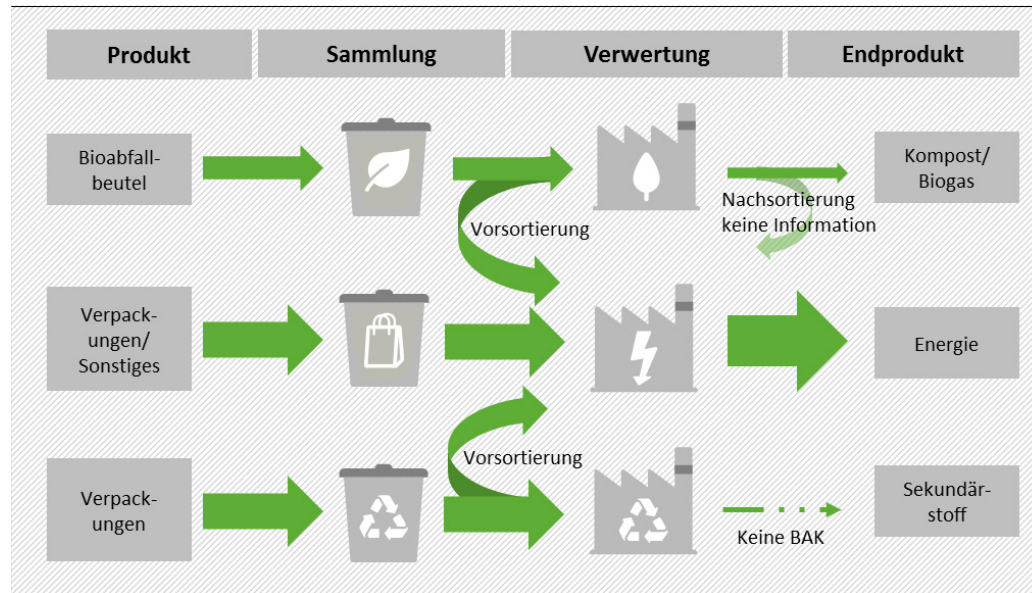 Produkt
Sammlung
Verwertung
Endprodukt
Bioabfall-
beutel
Vorsortierung
Nachsortierung
keine Information
Kompost/
Biogas
Verpack-
ungen/
Sonstiges
Energie
Verpack-
ungen
Vorsortierung
Keine BAK
Sekundär-
stoff